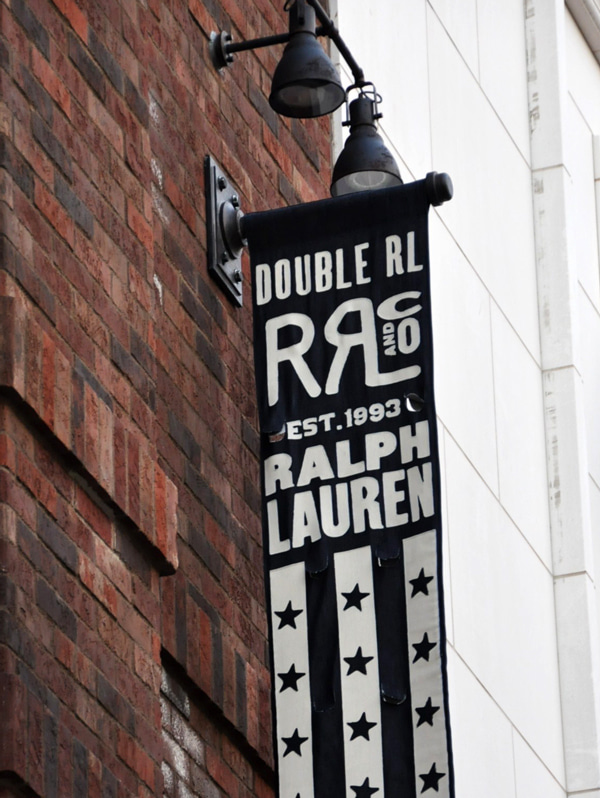 DOUBLE RL
RRL AND CO
EST. 1993
RALPH
LAUREN